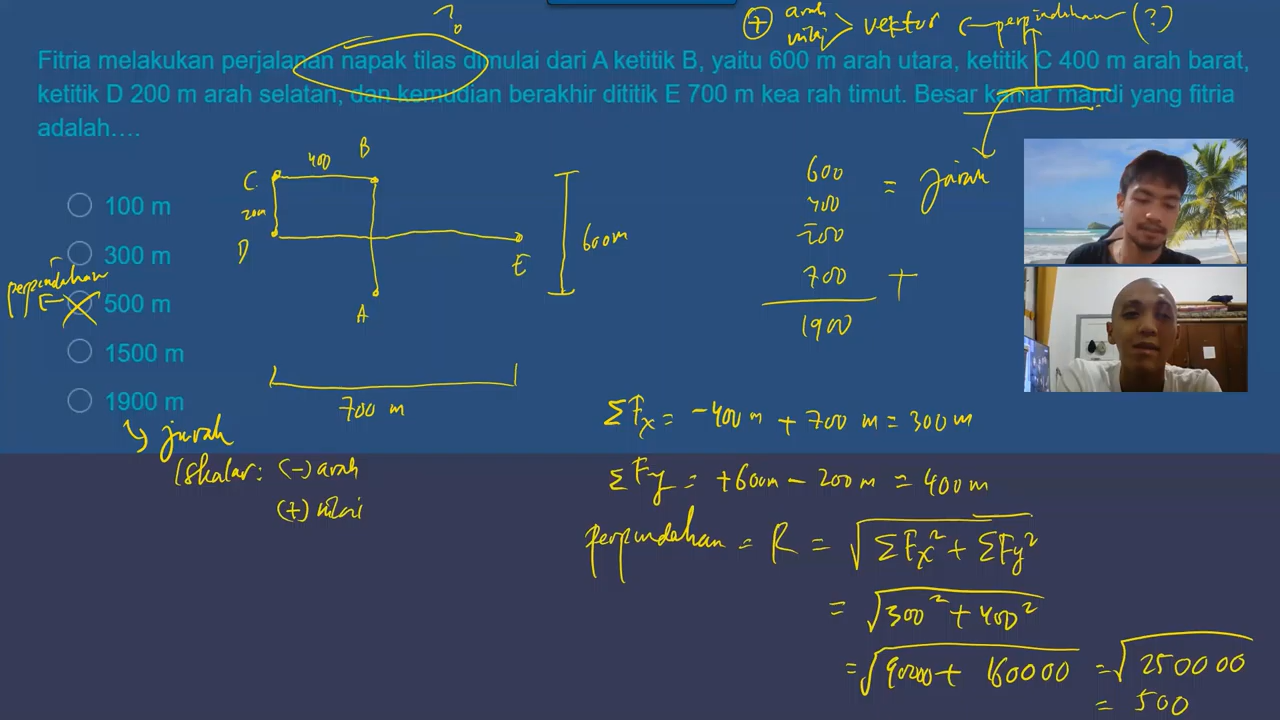 ? 
(+) arah nilai > vektor ← perpindahan (?)
Fitria melakukan perjalanan napak tilas dimulai dari A ketitik B, yaitu 600 m arah utara, ketitik C 400 m arah barat,
ketitik D 200 m arah selatan, dan kemudian berakhir dititik E 700 m kea rah timut. Besar kamar mandi yang fitria
adalah….
100 m
300 m
perpindahan
500 m
1500 m
1900 m
↳ jarak
(skalar: (-) arah
(+) nilai
B
400
C
200
D
E
A
600m
700 m
600
400
200
700 +
1900
= jarak
ΣFx = -400 m + 700 m = 300 m
ΣFy = +600m - 200 m = 400 m
perpindahan = R = √ΣFx² + ΣFy²
= √300² + 400²
= √90000 + 160000 = √250000
= 500